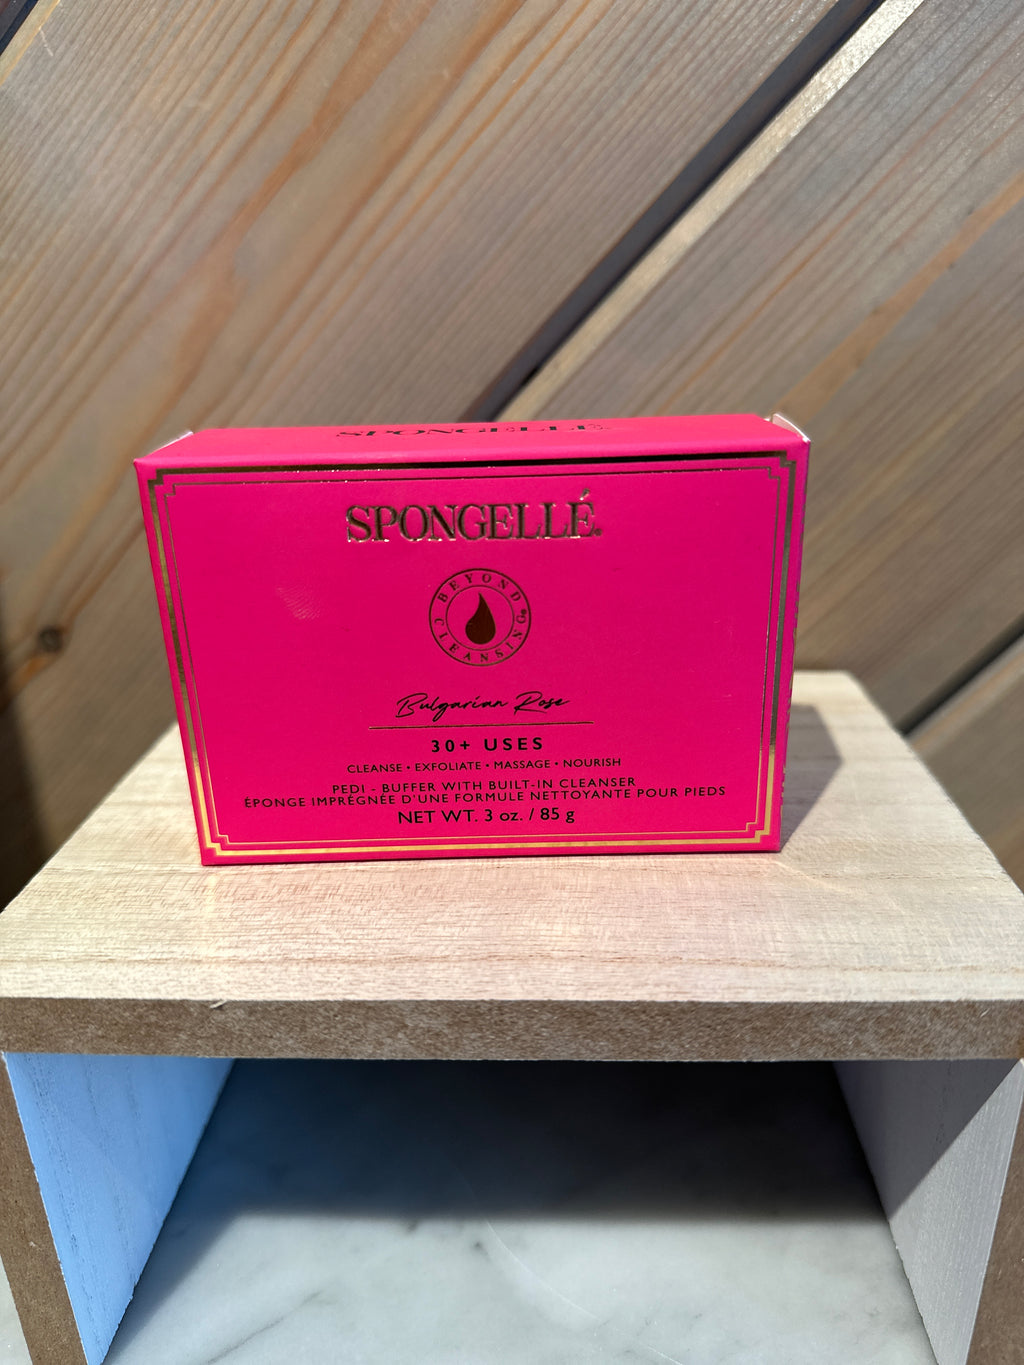 SPONGELLÉ
SPONGELLÉ®
BEYOND
CLEANSING®
Bulgarian Rose
30+ USES
CLEANSE • EXFOLIATE • MASSAGE • NOURISH
PEDI - BUFFER WITH BUILT-IN CLEANSER
ÉPONGE IMPRÉGNÉE D'UNE FORMULE NETTOYANTE POUR PIEDS
NET WT. 3 oz. / 85 g